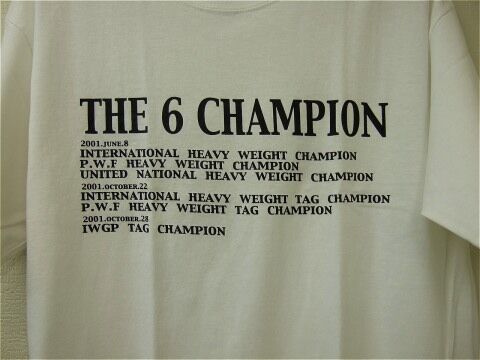 THE 6 CHAMPION
2001.JUNE.8
INTERNATIONAL HEAVY WEIGHT CHAMPION
P.W.F HEAVY WEIGHT CHAMPION
UNITED NATIONAL HEAVY WEIGHT CHAMPION
2001.OCTOBER.22
INTERNATIONAL HEAVY WEIGHT TAG CHAMPION
P.W.F HEAVY WEIGHT TAG CHAMPION
2001.OCTOBER.28
IWGP TAG CHAMPION